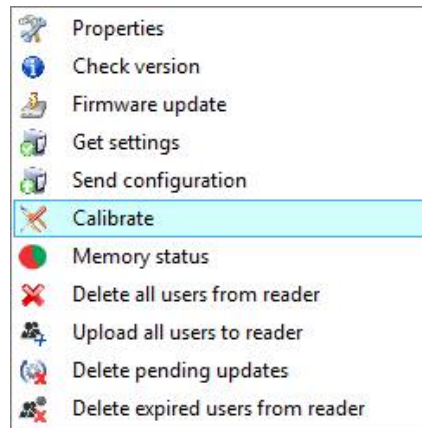 Properties
Check version
Firmware update
Get settings
Send configuration
Calibrate
Memory status
Delete all users from reader
Upload all users to reader
Delete pending updates
Delete expired users from reader